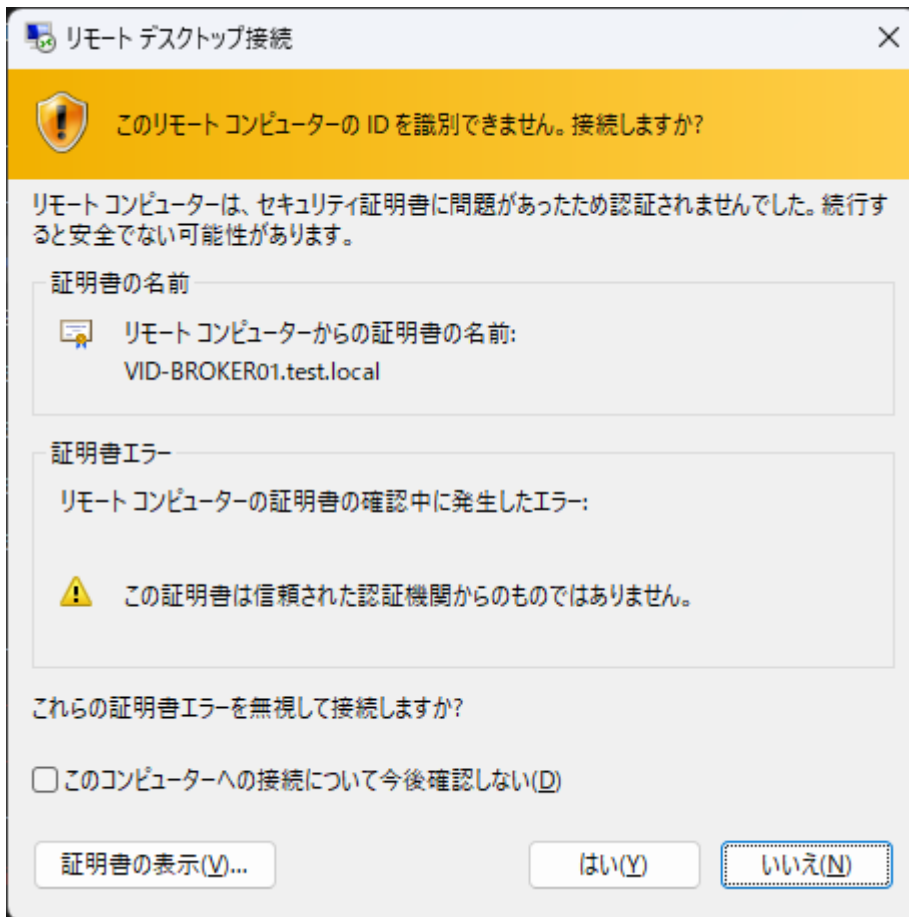 リモート デスクトップ接続
このリモート コンピューターの ID を識別できません。接続しますか?
リモート コンピューターは、セキュリティ証明書に問題があったため認証されませんでした。続行す
ると安全でない可能性があります。
証明書の名前
リモート コンピューターからの証明書の名前:
VID-BROKER01.test.local
証明書エラー
リモート コンピューターの証明書の確認中に発生したエラー:
この証明書は信頼された認証機関からのものではありません。
これらの証明書エラーを無視して接続しますか?
このコンピューターへの接続について今後確認しない(D)
証明書の表示(V)...
はい(Y)
いいえ(N)